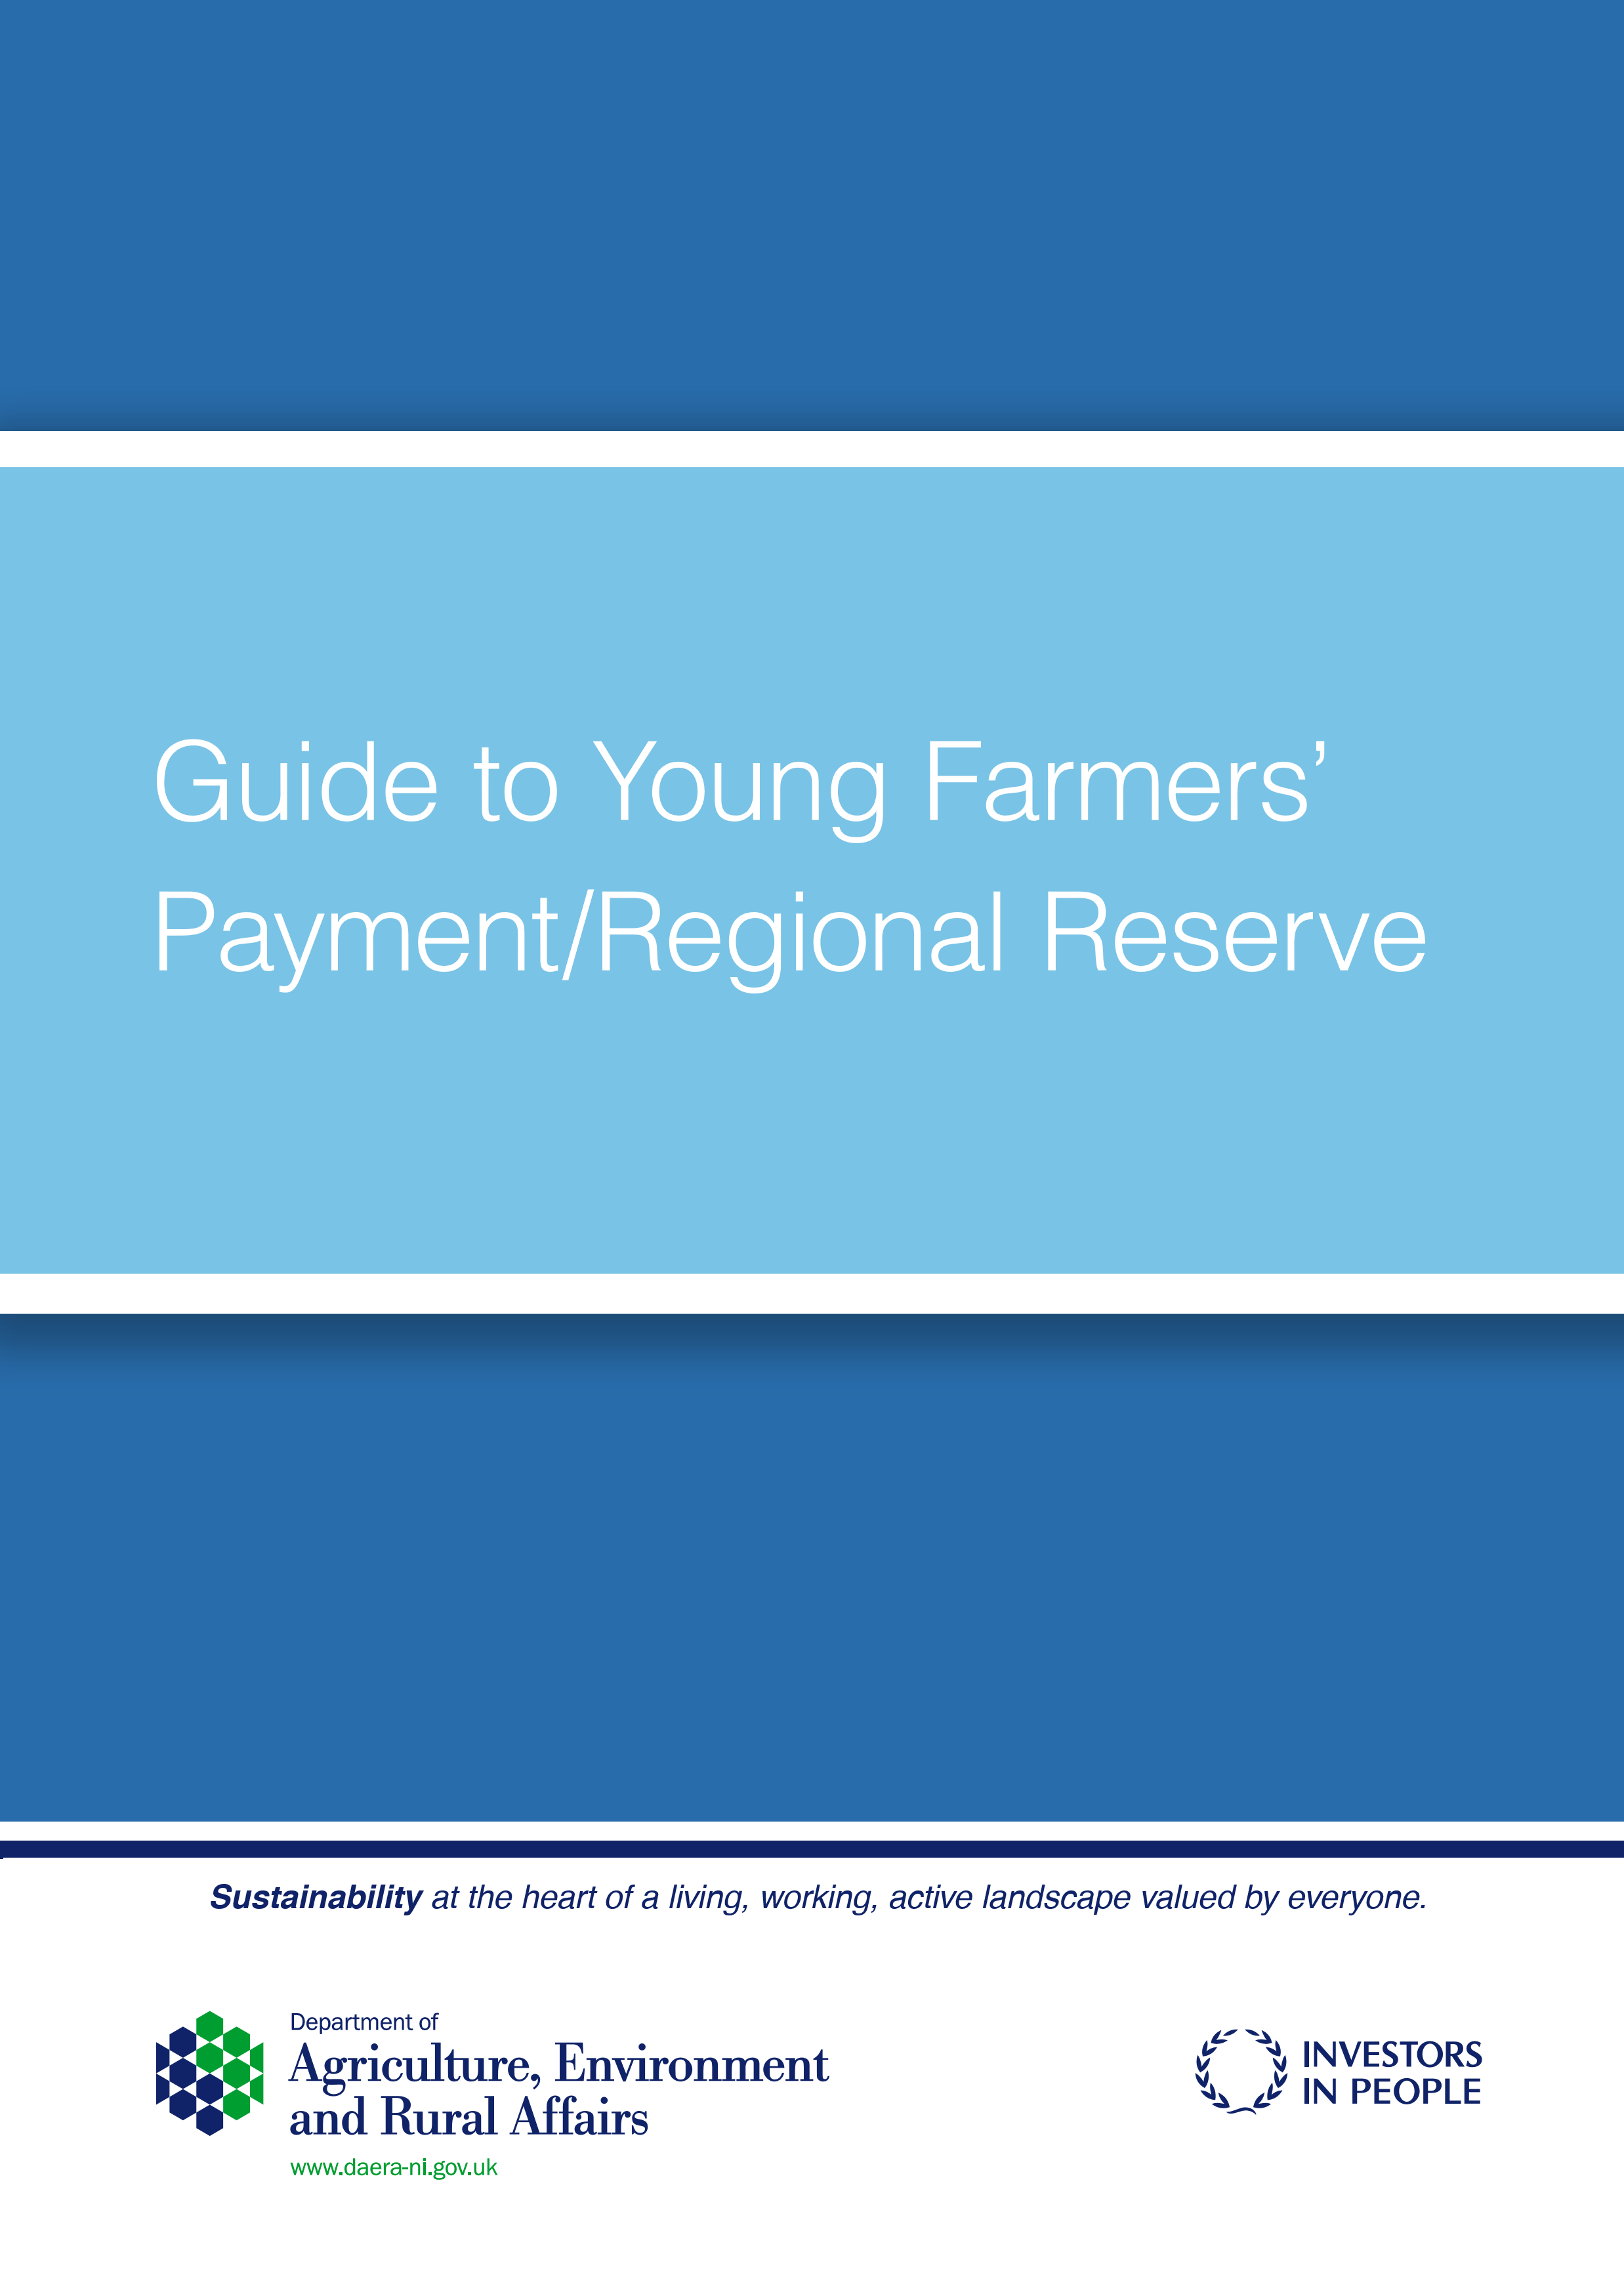 Guide to Young Farmers’
Payment/Regional Reserve
Sustainability at the heart of a living, working, active landscape valued by everyone.
Department of
Agriculture, Environment
and Rural Affairs
www.daera-ni.gov.uk
INVESTORS
IN PEOPLE